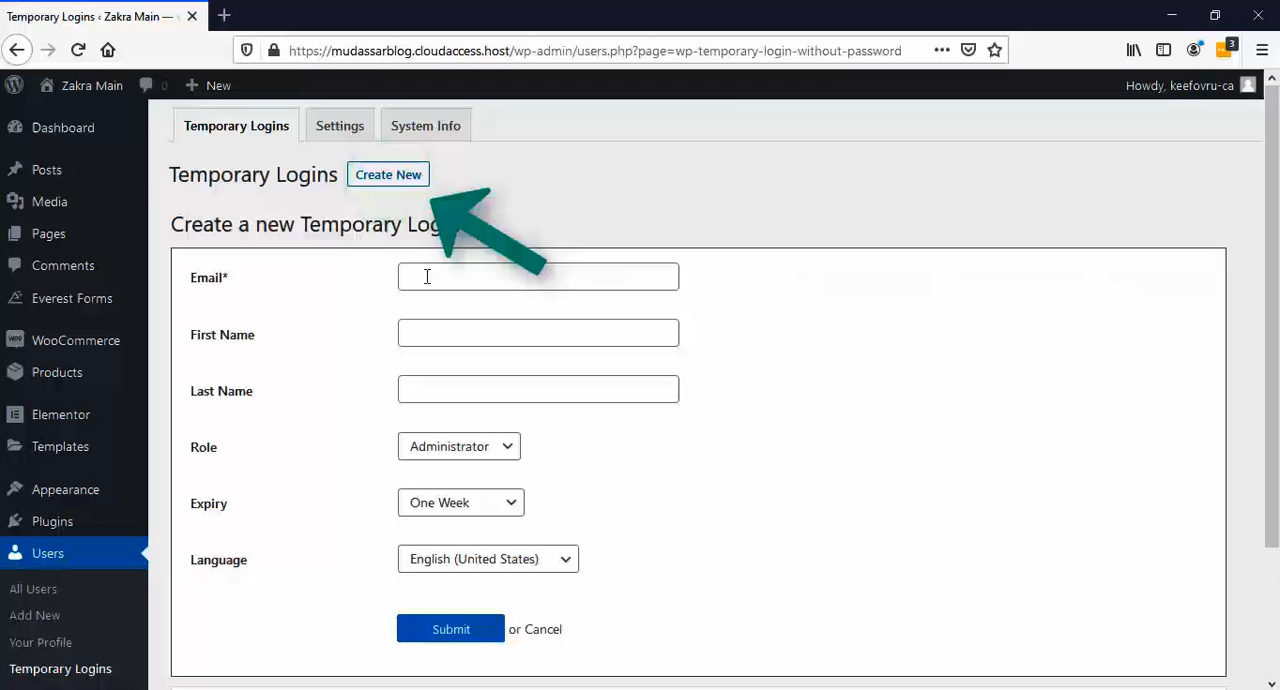 Temporary Logins ‹ Zakra Main —
https://mudassarblog.cloudaccess.host/wp-admin/users.php?page=wp-temporary-login-without-password
3
Zakra Main 0 New Howdy, keefovru-ca
Dashboard
Posts
Media
Pages
Comments
Everest Forms
WooCommerce
Products
Elementor
Templates
Appearance
Plugins
Users
All Users
Add New
Your Profile
Temporary Logins
Temporary Logins Settings System Info
Temporary Logins Create New
Create a new Temporary
Email*
First Name
Last Name
Role Administrator
Expiry One Week
Language English (United States)
Submit or Cancel